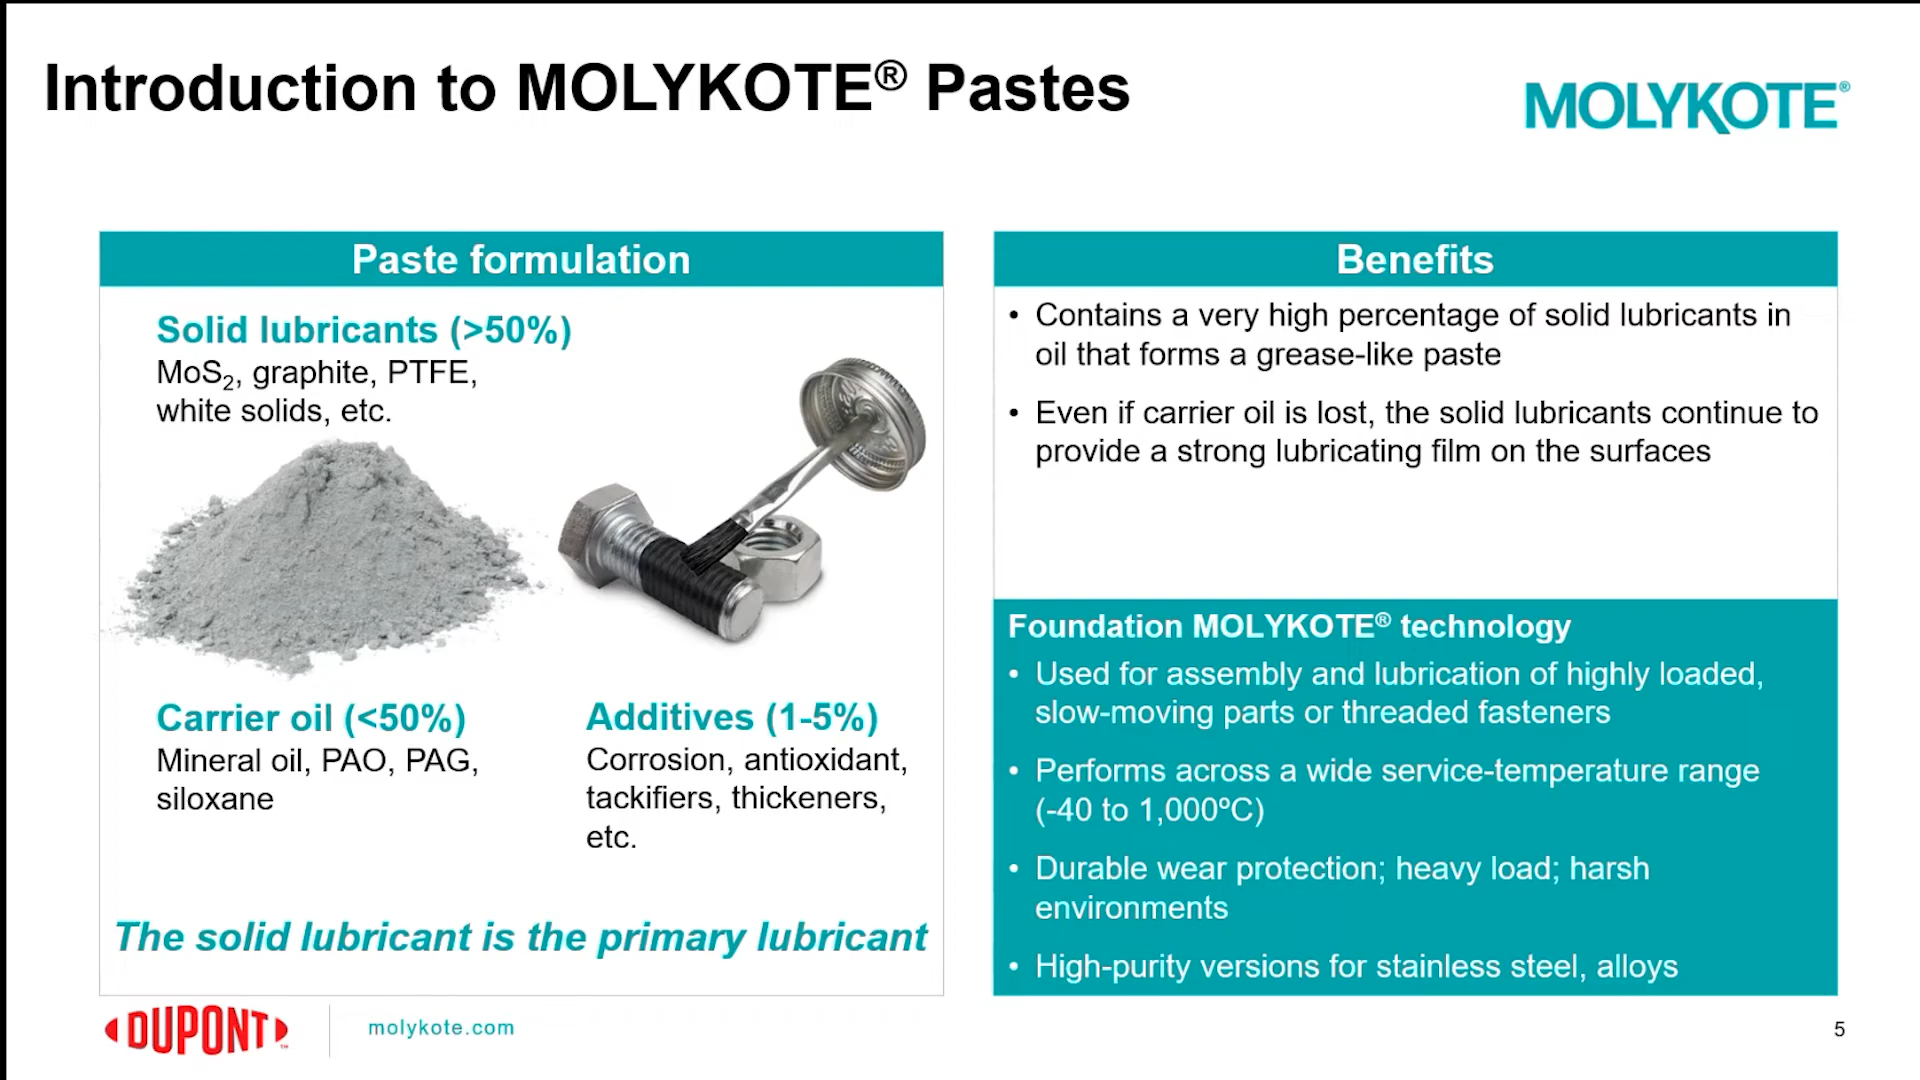 Introduction to MOLYKOTE® Pastes
MOLYKOTE®
Paste formulation
Solid lubricants (>50%)
MoS₂, graphite, PTFE,
white solids, etc.
Carrier oil (<50%)
Mineral oil, PAO, PAG,
siloxane
Additives (1-5%)
Corrosion, antioxidant,
tackifiers, thickeners,
etc.
The solid lubricant is the primary lubricant
Benefits
• Contains a very high percentage of solid lubricants in
oil that forms a grease-like paste
• Even if carrier oil is lost, the solid lubricants continue to
provide a strong lubricating film on the surfaces
Foundation MOLYKOTE® technology
• Used for assembly and lubrication of highly loaded,
slow-moving parts or threaded fasteners
• Performs across a wide service-temperature range
(-40 to 1,000ºC)
• Durable wear protection; heavy load; harsh
environments
• High-purity versions for stainless steel, alloys
DUPONT™
molykote.com
5